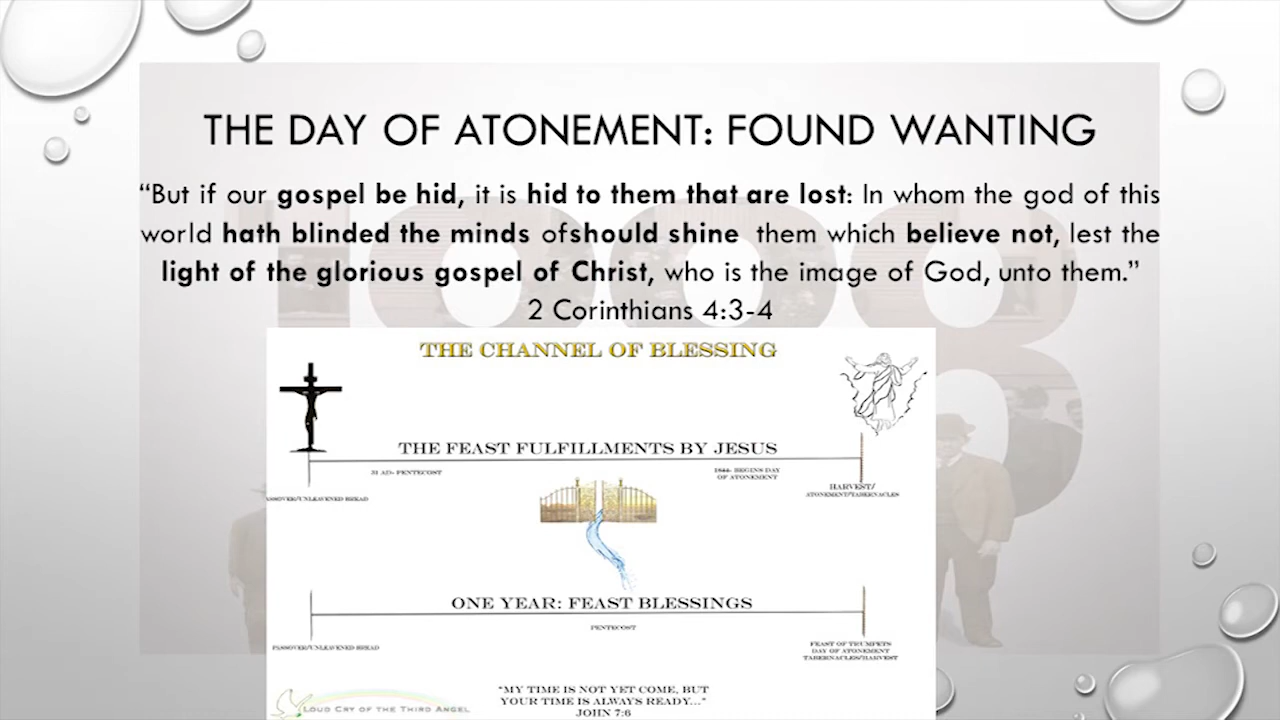 THE DAY OF ATONEMENT: FOUND WANTING
“But if our gospel be hid, it is hid to them that are lost: In whom the god of this
world hath blinded the minds ofshould shine them which believe not, lest the
light of the glorious gospel of Christ, who is the image of God, unto them.”
2 Corinthians 4:3-4
THE CHANNEL OF BLESSING
THE FEAST FULFILLMENTS BY JESUS
31 AD- PENTECOST
1844- BEGINS DAY
OF ATONEMENT
ASSOVER/UNLEAVENED BREAD
HARVEST/
ATONEMENT/TABERNACLES
ONE YEAR: FEAST BLESSINGS
PENTECOST
PASSOVER/UNLEAVENED BREAD
FEAST OF TRUMPETS
DAY OF ATONEMENT
TABERNACLES/HARVEST
LOUD CRY OF THE THIRD ANGEL
“MY TIME IS NOT YET COME, BUT
YOUR TIME IS ALWAYS READY...”
JOHN 7:6